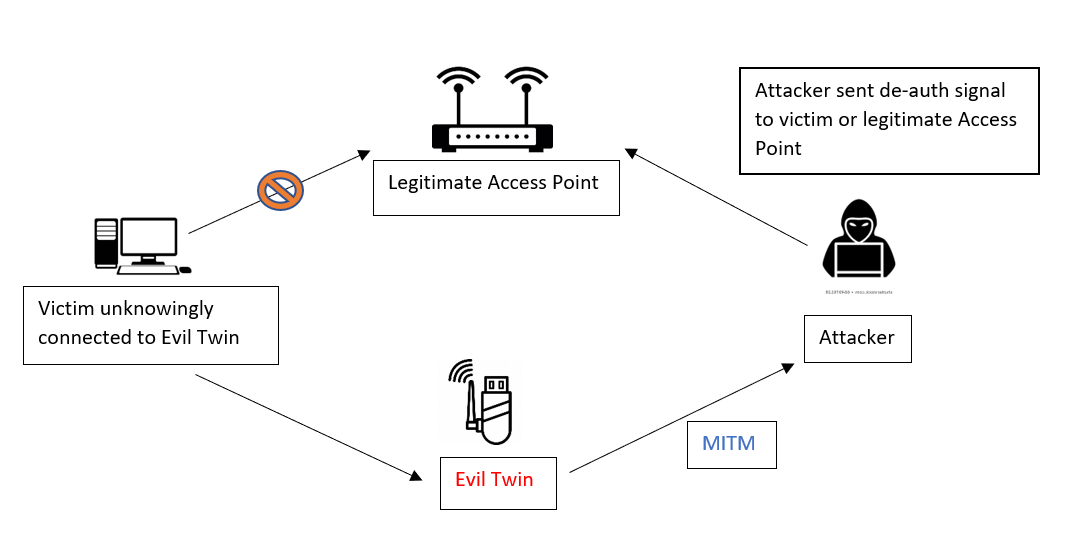 Attacker sent de-auth signal
to victim or legitimate Access
Point
Legitimate Access Point
Victim unknowingly
connected to Evil Twin
Attacker
MITM
Evil Twin